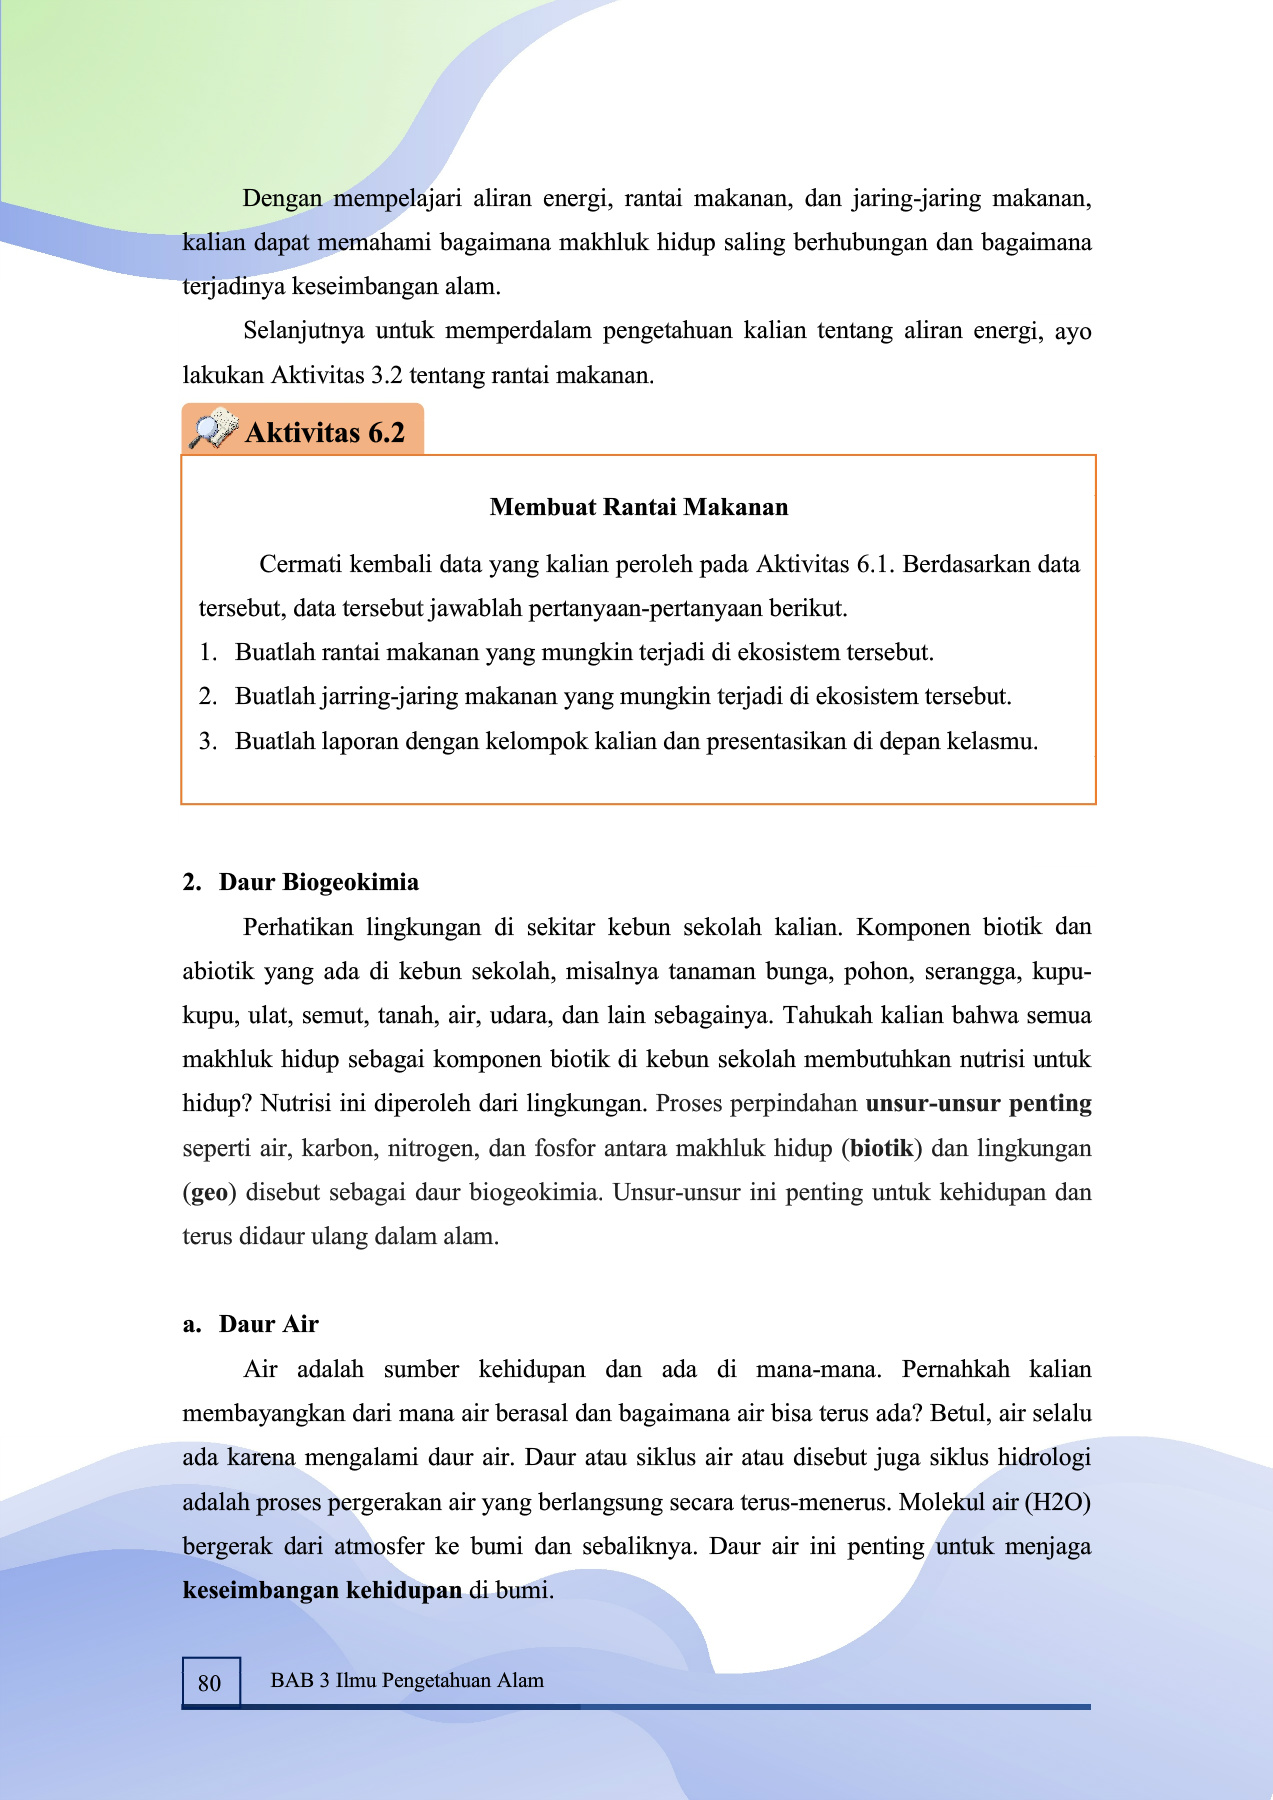 Dengan mempelajari aliran energi, rantai makanan, dan jaring-jaring makanan,
kalian dapat memahami bagaimana makhluk hidup saling berhubungan dan bagaimana
terjadinya keseimbangan alam.
Selanjutnya untuk memperdalam pengetahuan kalian tentang aliran energi, ayo
lakukan Aktivitas 3.2 tentang rantai makanan.
Aktivitas 6.2
Membuat Rantai Makanan
Cermati kembali data yang kalian peroleh pada Aktivitas 6.1. Berdasarkan data
tersebut, data tersebut jawablah pertanyaan-pertanyaan berikut.
1. Buatlah rantai makanan yang mungkin terjadi di ekosistem tersebut.
2. Buatlah jarring-jaring makanan yang mungkin terjadi di ekosistem tersebut.
3. Buatlah laporan dengan kelompok kalian dan presentasikan di depan kelasmu.
2. Daur Biogeokimia
Perhatikan lingkungan di sekitar kebun sekolah kalian. Komponen biotik dan
abiotik yang ada di kebun sekolah, misalnya tanaman bunga, pohon, serangga, kupu-
kupu, ulat, semut, tanah, air, udara, dan lain sebagainya. Tahukah kalian bahwa semua
makhluk hidup sebagai komponen biotik di kebun sekolah membutuhkan nutrisi untuk
hidup? Nutrisi ini diperoleh dari lingkungan. Proses perpindahan unsur-unsur penting
seperti air, karbon, nitrogen, dan fosfor antara makhluk hidup (biotik) dan lingkungan
(geo) disebut sebagai daur biogeokimia. Unsur-unsur ini penting untuk kehidupan dan
terus didaur ulang dalam alam.
a. Daur Air
Air adalah sumber kehidupan dan ada di mana-mana. Pernahkah kalian
membayangkan dari mana air berasal dan bagaimana air bisa terus ada? Betul, air selalu
ada karena mengalami daur air. Daur atau siklus air atau disebut juga siklus hidrologi
adalah proses pergerakan air yang berlangsung secara terus-menerus. Molekul air (H2O)
bergerak dari atmosfer ke bumi dan sebaliknya. Daur air ini penting untuk menjaga
keseimbangan kehidupan di bumi.
80 BAB 3 Ilmu Pengetahuan Alam